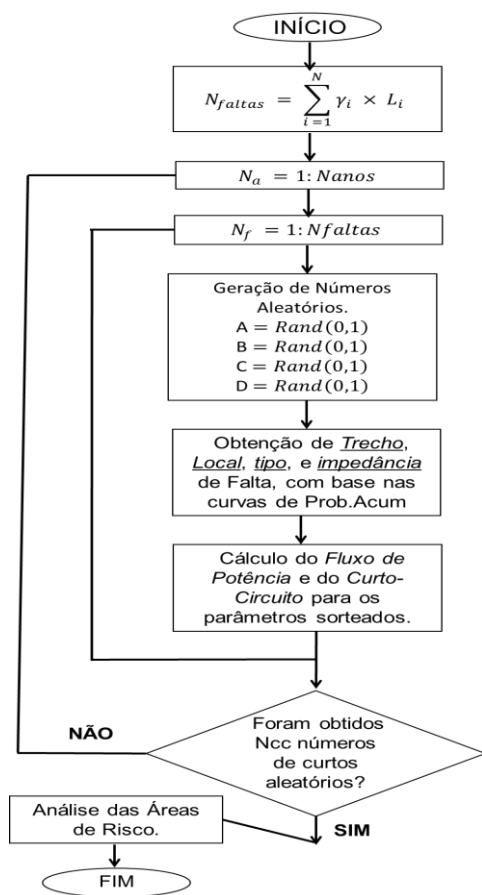 INÍCIO
N_faltas = ∑_{i=1}^{N} γ_i × L_i
N_a = 1: Nanos
N_f = 1: Nfaltas
Geração de Números
Aleatórios.
A = Rand(0,1)
B = Rand(0,1)
C = Rand(0,1)
D = Rand(0,1)
Obtenção de Trecho,
Local, tipo, e impedância
de Falta, com base nas
curvas de Prob.Acum
Cálculo do Fluxo de
Potência e do Curto-
Circuito para os
parâmetros sorteados.
NÃO
Foram obtidos
Ncc números
de curtos
aleatórios?
SIM
Análise das Áreas
de Risco.
FIM